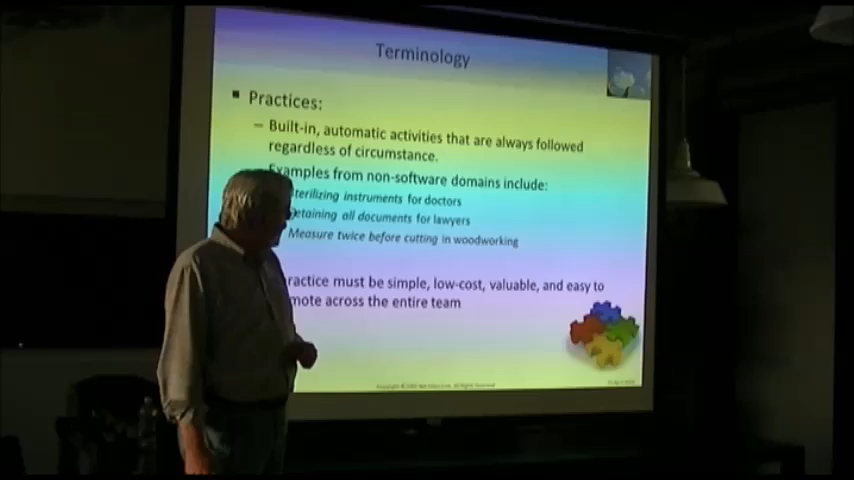 Terminology
▪ Practices:
– Built-in, automatic activities that are always followed
regardless of circumstance.
Examples from non-software domains include:
terilizing instruments for doctors
etaining all documents for lawyers
Measure twice before cutting in woodworking
ractice must be simple, low-cost, valuable, and easy to
mote across the entire team